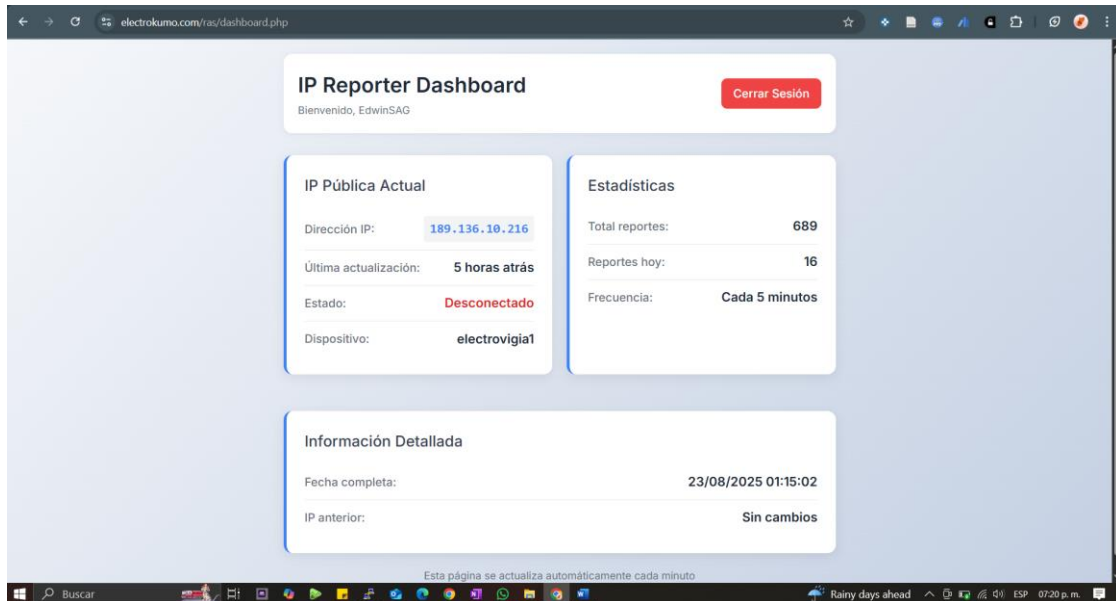 electrokumo.com/ras/dashboard.php
IP Reporter Dashboard
Bienvenido, EdwinSAG
Cerrar Sesión
IP Pública Actual
Dirección IP: 189.136.10.216
Última actualización: 5 horas atrás
Estado: Desconectado
Dispositivo: electrovigia1
Estadísticas
Total reportes: 689
Reportes hoy: 16
Frecuencia: Cada 5 minutos
Información Detallada
Fecha completa: 23/08/2025 01:15:02
IP anterior: Sin cambios
Esta página se actualiza automáticamente cada minuto
Buscar
Rainy days ahead
ESP
07:20 p. m.